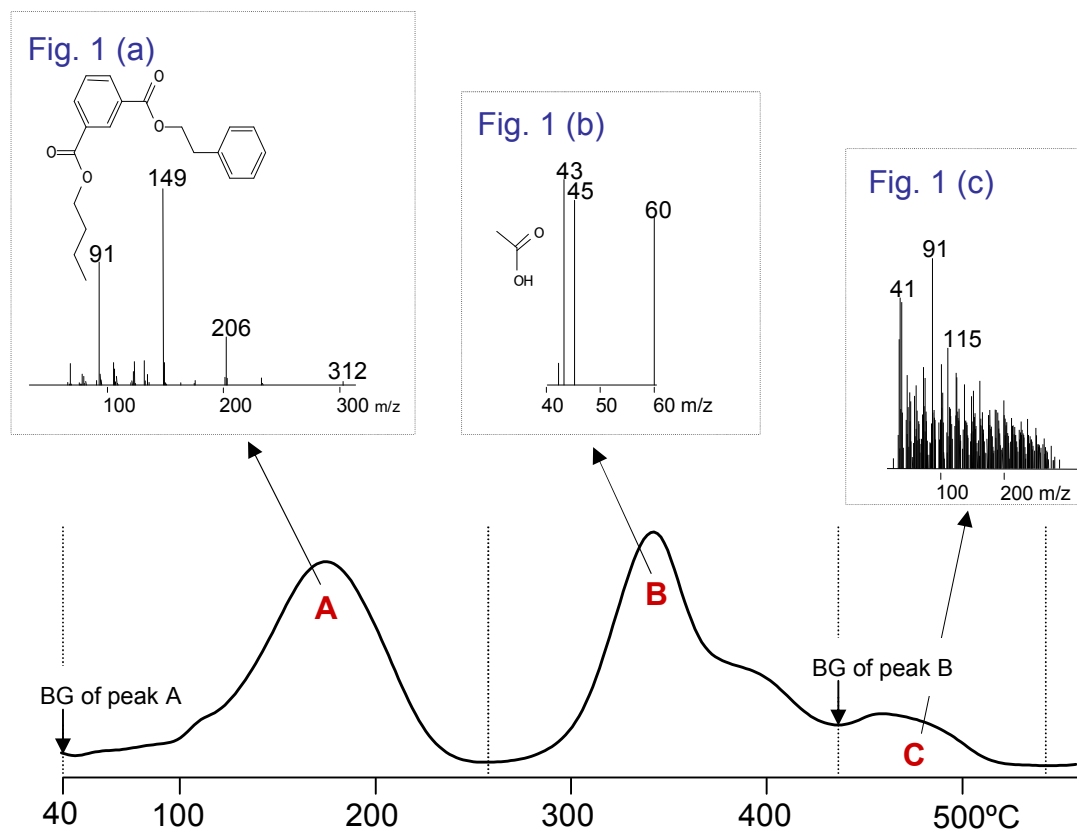 Fig. 1 (a)
O
O
O
O
149
91
206
312
100
200
300 m/z
Fig. 1 (b)
43
45
60
O
OH
40
50
60 m/z
Fig. 1 (c)
91
41
115
100
200 m/z
A
B
C
BG of peak A
BG of peak B
40
100
200
300
400
500ºC